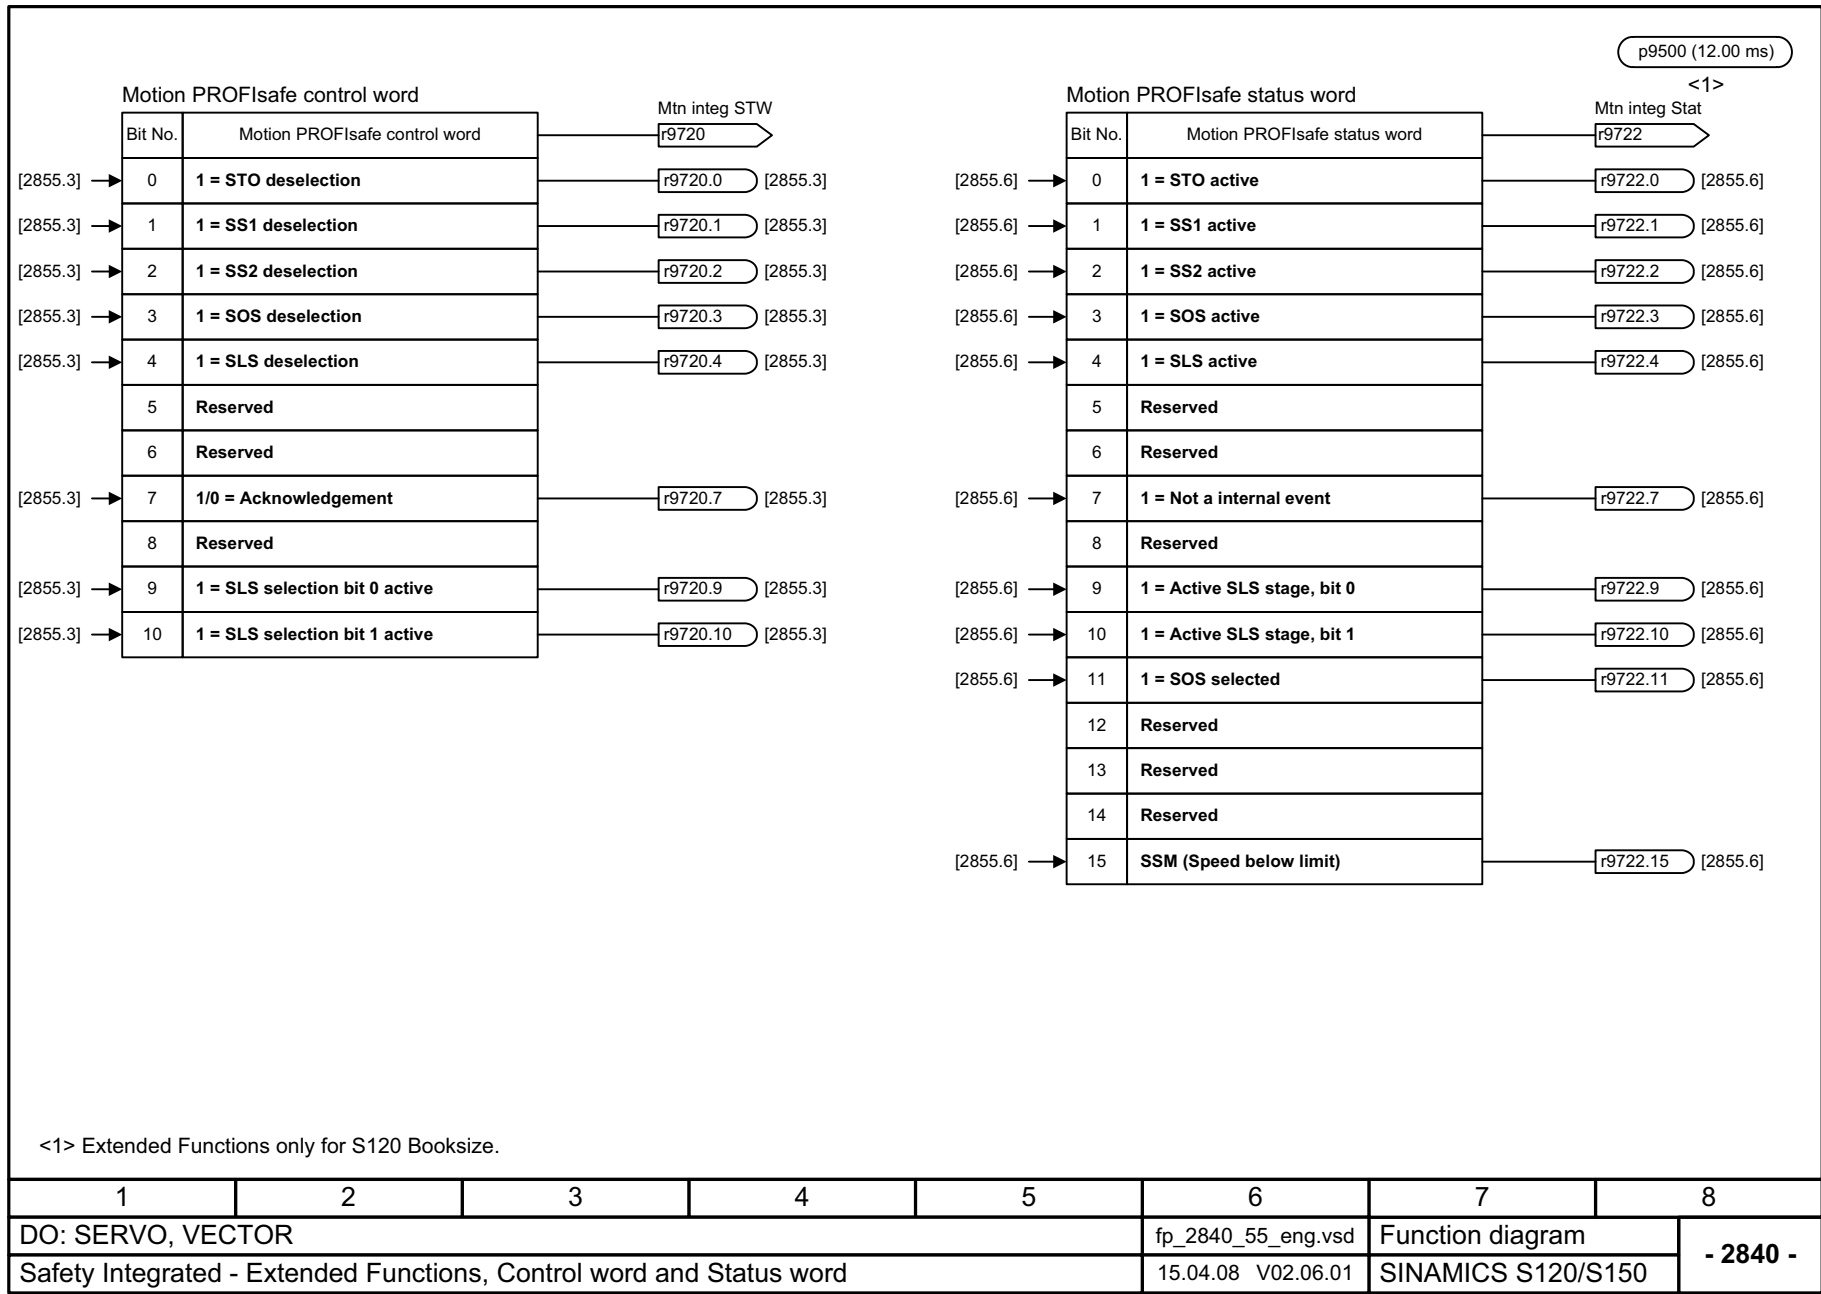 p9500 (12.00 ms)
<1>
Motion PROFIsafe control word
Mtn integ STW
Bit No. Motion PROFIsafe control word r9720
[2855.3] 0 1 = STO deselection r9720.0 [2855.3]
[2855.3] 1 1 = SS1 deselection r9720.1 [2855.3]
[2855.3] 2 1 = SS2 deselection r9720.2 [2855.3]
[2855.3] 3 1 = SOS deselection r9720.3 [2855.3]
[2855.3] 4 1 = SLS deselection r9720.4 [2855.3]
5 Reserved
6 Reserved
[2855.3] 7 1/0 = Acknowledgement r9720.7 [2855.3]
8 Reserved
[2855.3] 9 1 = SLS selection bit 0 active r9720.9 [2855.3]
[2855.3] 10 1 = SLS selection bit 1 active r9720.10 [2855.3]
Motion PROFIsafe status word
Mtn integ Stat
Bit No. Motion PROFIsafe status word r9722
[2855.6] 0 1 = STO active r9722.0 [2855.6]
[2855.6] 1 1 = SS1 active r9722.1 [2855.6]
[2855.6] 2 1 = SS2 active r9722.2 [2855.6]
[2855.6] 3 1 = SOS active r9722.3 [2855.6]
[2855.6] 4 1 = SLS active r9722.4 [2855.6]
5 Reserved
6 Reserved
[2855.6] 7 1 = Not a internal event r9722.7 [2855.6]
8 Reserved
[2855.6] 9 1 = Active SLS stage, bit 0 r9722.9 [2855.6]
[2855.6] 10 1 = Active SLS stage, bit 1 r9722.10 [2855.6]
[2855.6] 11 1 = SOS selected r9722.11 [2855.6]
12 Reserved
13 Reserved
14 Reserved
[2855.6] 15 SSM (Speed below limit) r9722.15 [2855.6]
<1> Extended Functions only for S120 Booksize.
1 2 3 4 5 6 7 8
DO: SERVO, VECTOR fp_2840_55_eng.vsd Function diagram
- 2840 -
Safety Integrated - Extended Functions, Control word and Status word 15.04.08 V02.06.01 SINAMICS S120/S150